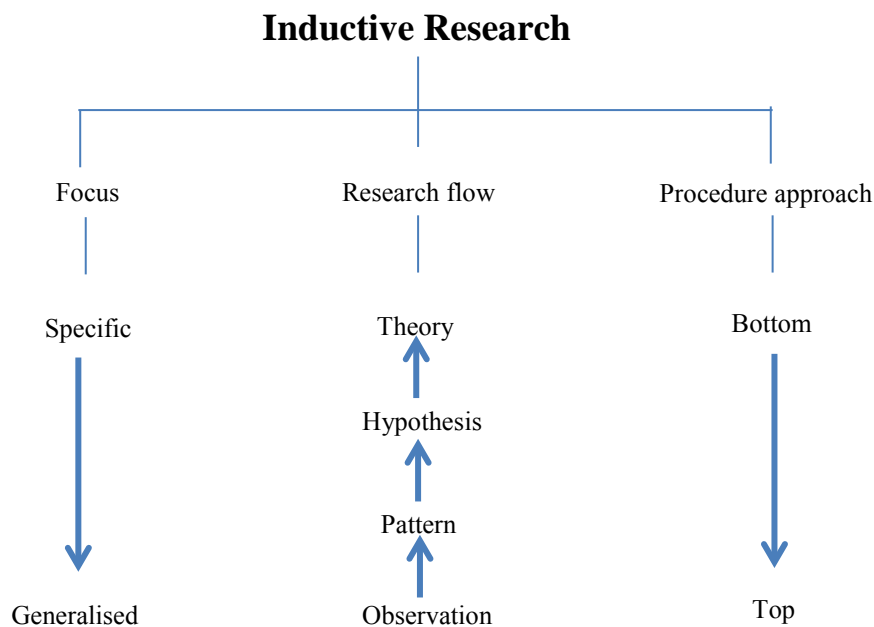 Inductive Research
Focus
Research flow
Procedure approach
Specific
Theory
Bottom
Hypothesis
Pattern
Generalised
Observation
Top